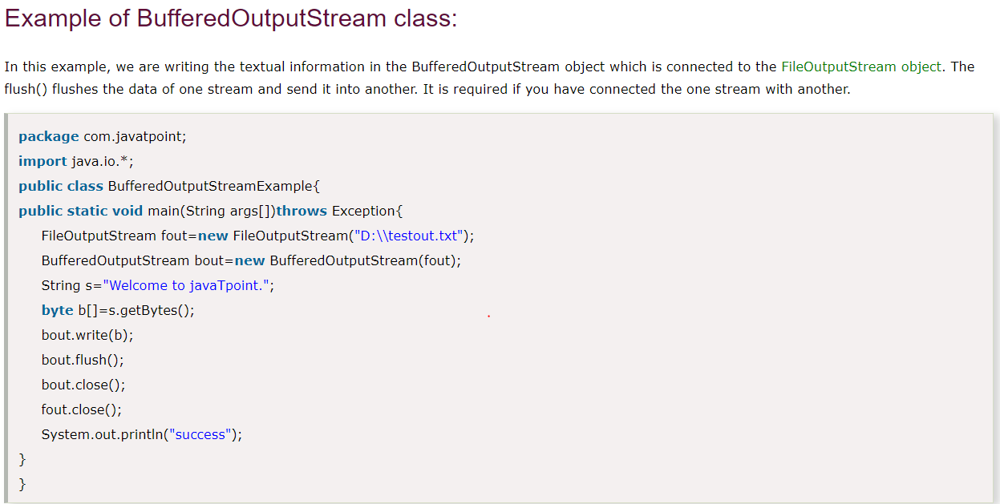 Example of BufferedOutputStream class:
In this example, we are writing the textual information in the BufferedOutputStream object which is connected to the FileOutputStream object. The
flush() flushes the data of one stream and send it into another. It is required if you have connected the one stream with another.
package com.javatpoint;
import java.io.*;
public class BufferedOutputStreamExample{
public static void main(String args[])throws Exception{
FileOutputStream fout=new FileOutputStream("D:\\testout.txt");
BufferedOutputStream bout=new BufferedOutputStream(fout);
String s="Welcome to javaTpoint.";
byte b[]=s.getBytes();
bout.write(b);
bout.flush();
bout.close();
fout.close();
System.out.println("success");
}
}